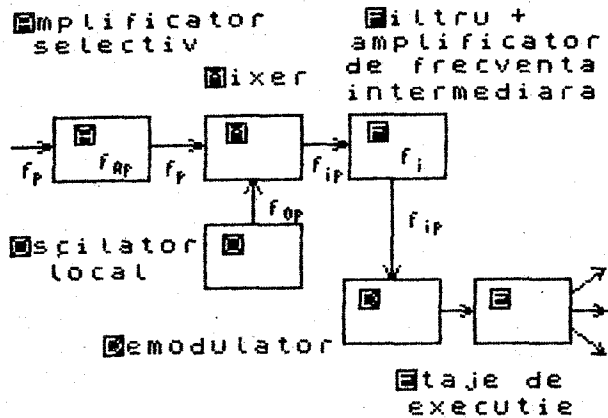 Amplificator
selectiv
Mixer
Filtru +
amplificator
de frecventa
intermediara
A
M
F
fp
fAp
fp
fip
fi
fOp
fip
Oscilator
local
O
D
E
Demodulator
Etaje de
executie